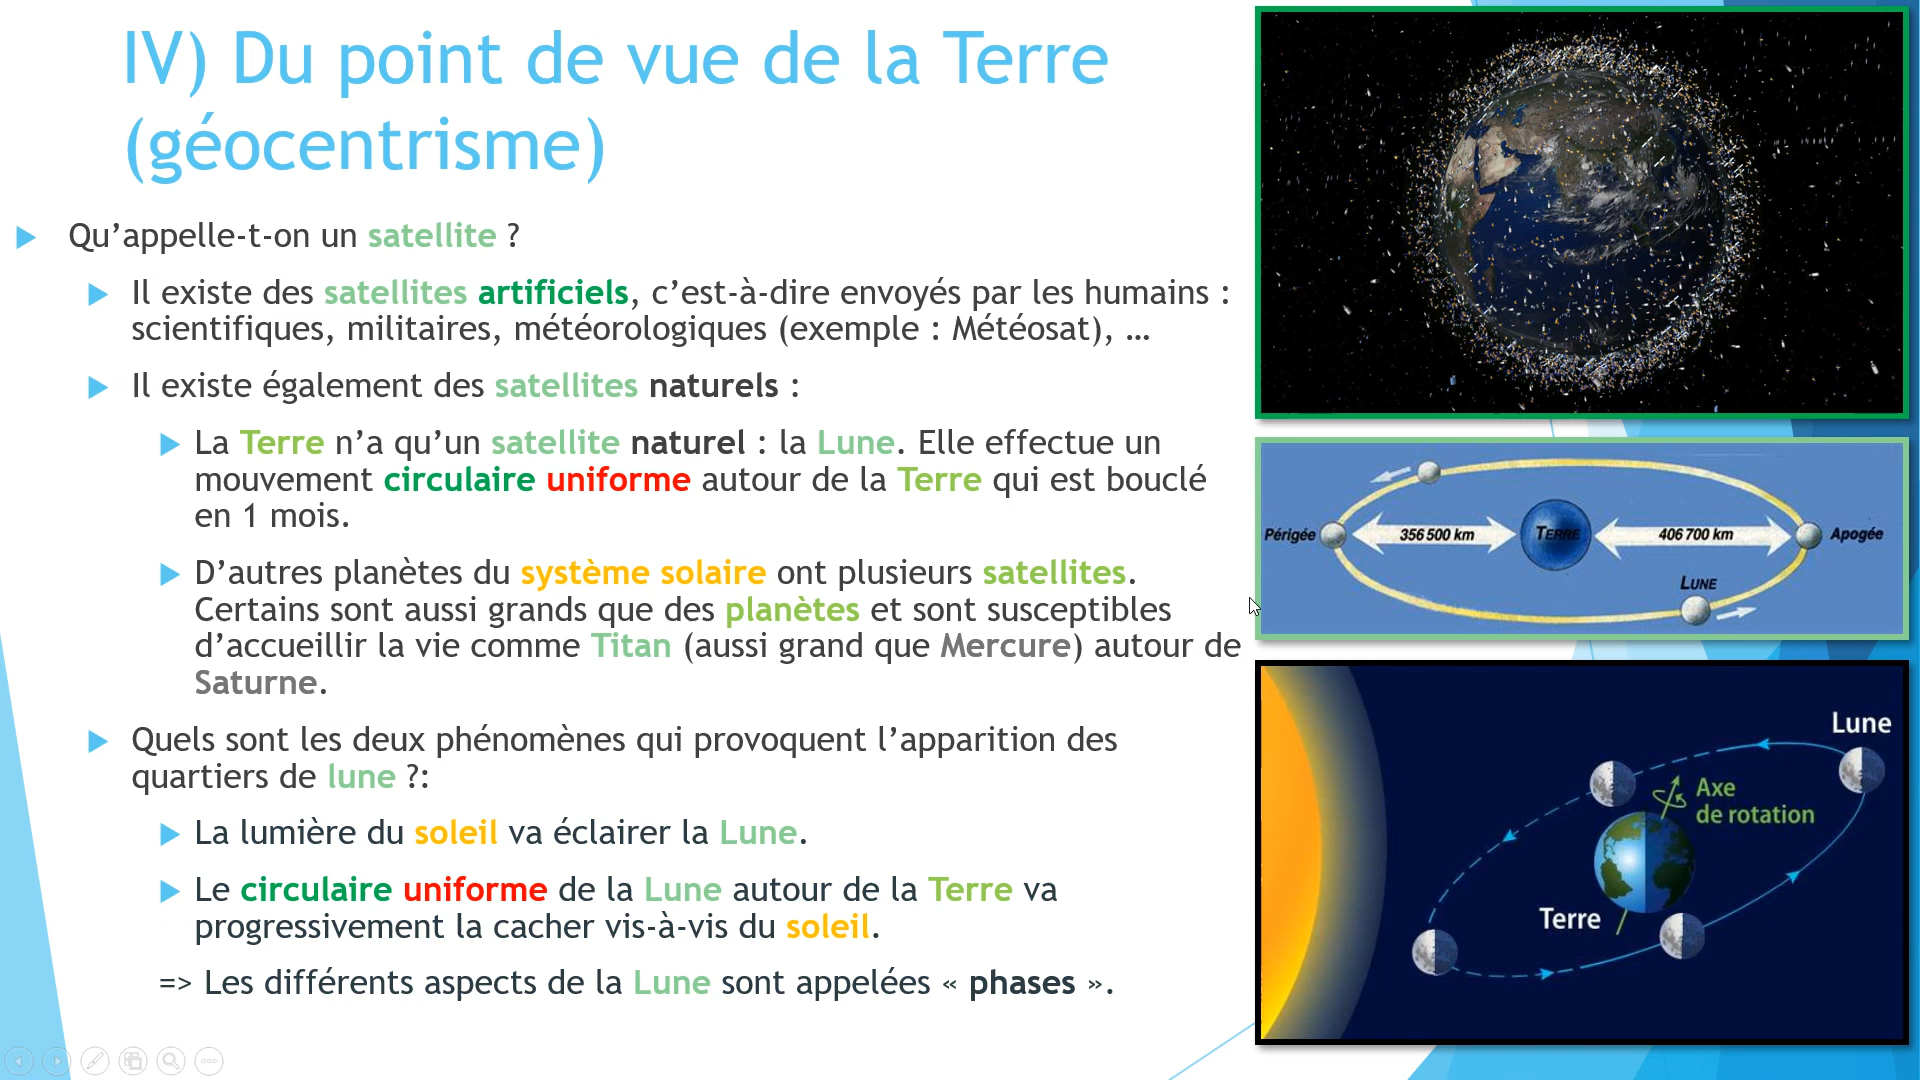 IV) Du point de vue de la Terre
(géocentrisme)
Qu’appelle-t-on un satellite ?
Il existe des satellites artificiels, c’est-à-dire envoyés par les humains :
scientifiques, militaires, météorologiques (exemple : Météosat), …
Il existe également des satellites naturels :
La Terre n’a qu’un satellite naturel : la Lune. Elle effectue un
mouvement circulaire uniforme autour de la Terre qui est bouclé
en 1 mois.
D’autres planètes du système solaire ont plusieurs satellites.
Certains sont aussi grands que des planètes et sont susceptibles
d’accueillir la vie comme Titan (aussi grand que Mercure) autour de
Saturne.
Quels sont les deux phénomènes qui provoquent l’apparition des
quartiers de lune ?:
La lumière du soleil va éclairer la Lune.
Le circulaire uniforme de la Lune autour de la Terre va
progressivement la cacher vis-à-vis du soleil.
=> Les différents aspects de la Lune sont appelées « phases ».
Périgée
356 500 km
TERRE
406 700 km
Apogée
LUNE
Lune
Axe
de rotation
Terre